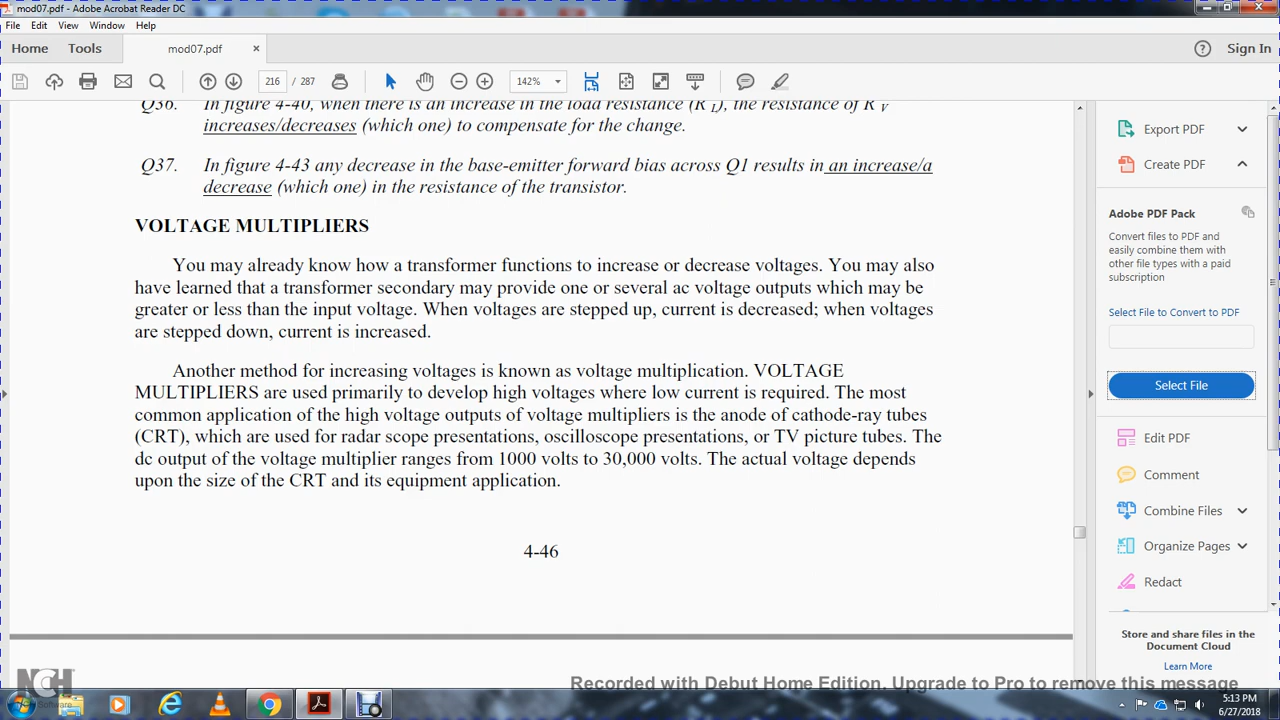 mod07.pdf - Adobe Acrobat Reader DC
File Edit View Window Help
Home Tools mod07.pdf × Sign In
216 / 287 142%
Q36. In figure 4-40, when there is an increase in the load resistance (R L), the resistance of R V
increases/decreases (which one) to compensate for the change.
Q37. In figure 4-43 any decrease in the base-emitter forward bias across Q1 results in an increase/a
decrease (which one) in the resistance of the transistor.
VOLTAGE MULTIPLIERS
You may already know how a transformer functions to increase or decrease voltages. You may also
have learned that a transformer secondary may provide one or several ac voltage outputs which may be
greater or less than the input voltage. When voltages are stepped up, current is decreased; when voltages
are stepped down, current is increased.
Another method for increasing voltages is known as voltage multiplication. VOLTAGE
MULTIPLIERS are used primarily to develop high voltages where low current is required. The most
common application of the high voltage outputs of voltage multipliers is the anode of cathode-ray tubes
(CRT), which are used for radar scope presentations, oscilloscope presentations, or TV picture tubes. The
dc output of the voltage multiplier ranges from 1000 volts to 30,000 volts. The actual voltage depends
upon the size of the CRT and its equipment application.
4-46
Export PDF
Create PDF
Adobe PDF Pack
Convert files to PDF and
easily combine them with
other file types with a paid
subscription
Select File to Convert to PDF
Select File
Edit PDF
Comment
Combine Files
Organize Pages
Redact
Store and share files in the
Document Cloud
Learn More
NCH Software
Recorded with Debut Home Edition. Upgrade to Pro to remove this message
5:13 PM
6/27/2018